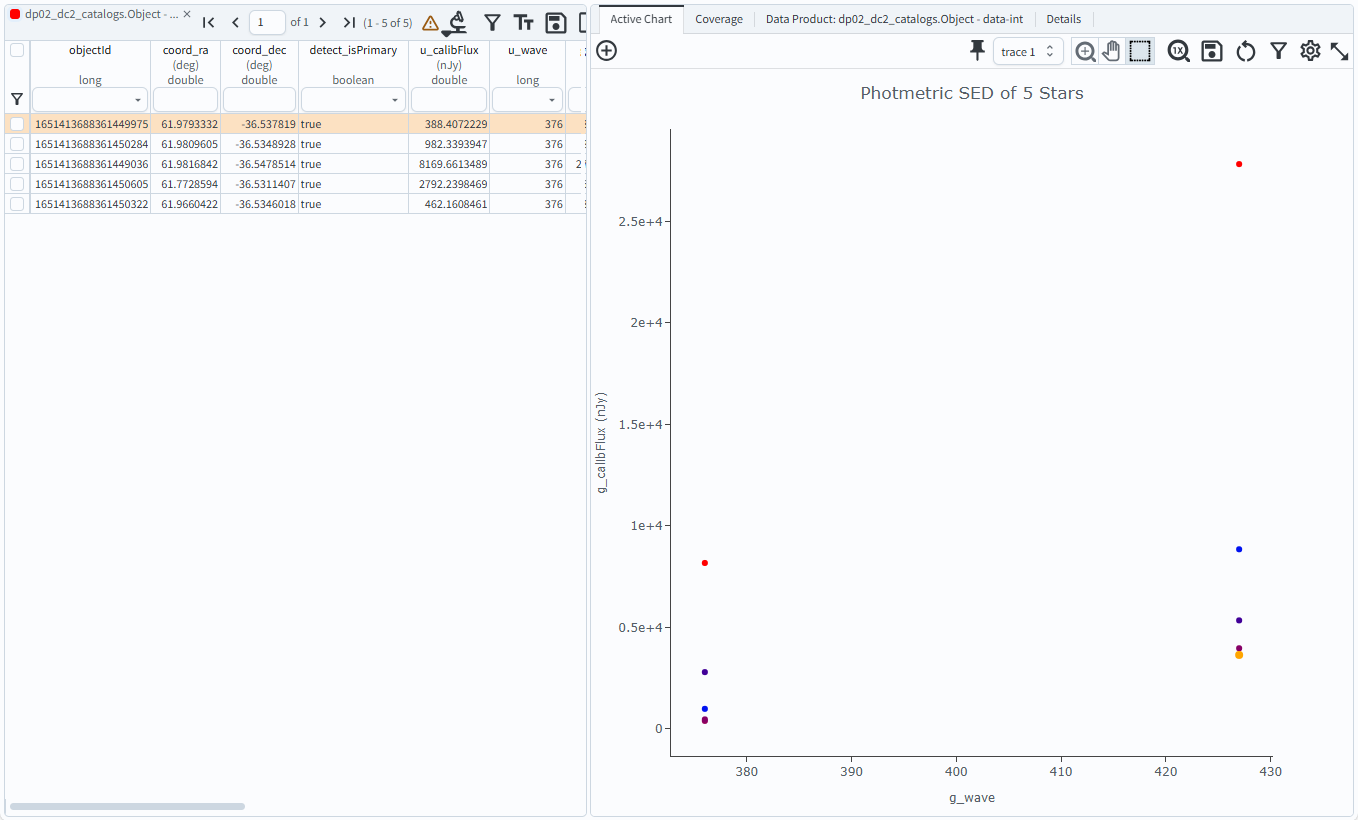 dp02_dc2_catalogs.Object - ... × 1 of 1 (1 - 5 of 5)
objectId coord_ra coord_dec detect_isPrimary u_calibFlux u_wave
(deg) (deg) (nJy)
long double double boolean double long
1651413688361449975 61.9793332 -36.537819 true 388.4072229 376
1651413688361450284 61.9809605 -36.5348928 true 982.3393947 376
1651413688361449036 61.9816842 -36.5478514 true 8169.6613489 376 2
1651413688361450605 61.7728594 -36.5311407 true 2792.2398469 376
1651413688361450322 61.9660422 -36.5346018 true 462.1608461 376
Active Chart Coverage Data Product: dp02_dc2_catalogs.Object - data-int Details
trace 1 1X
Photmetric SED of 5 Stars
2.5e+4
2e+4
1.5e+4
1e+4
0.5e+4
0
g_calibFlux (nJy)
380 390 400 410 420 430
g_wave